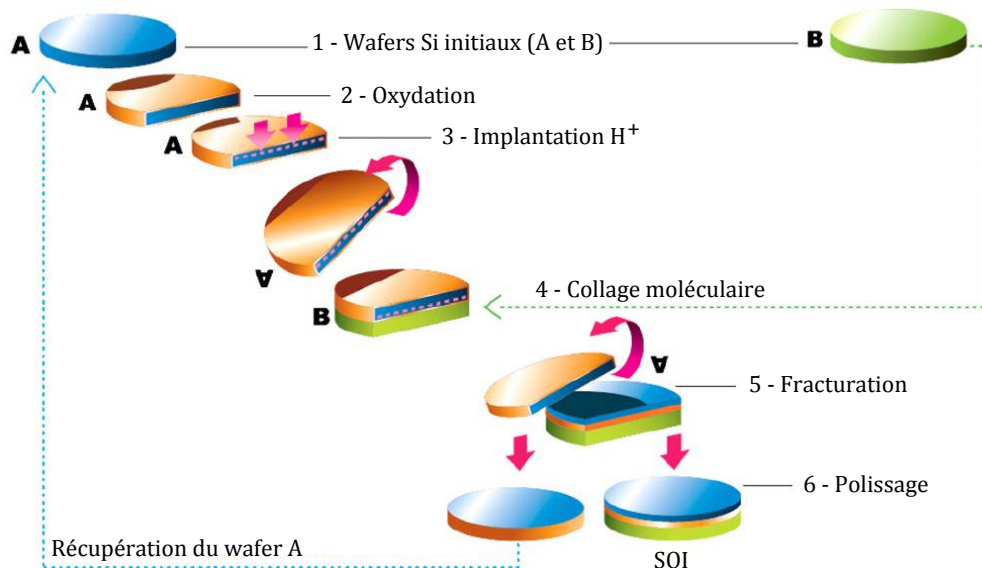 A
1 - Wafers Si initiaux (A et B)
B
A
2 - Oxydation
A
3 - Implantation H+
A
4 - Collage moléculaire
B
A
5 - Fracturation
6 - Polissage
Récupération du wafer A
SOI